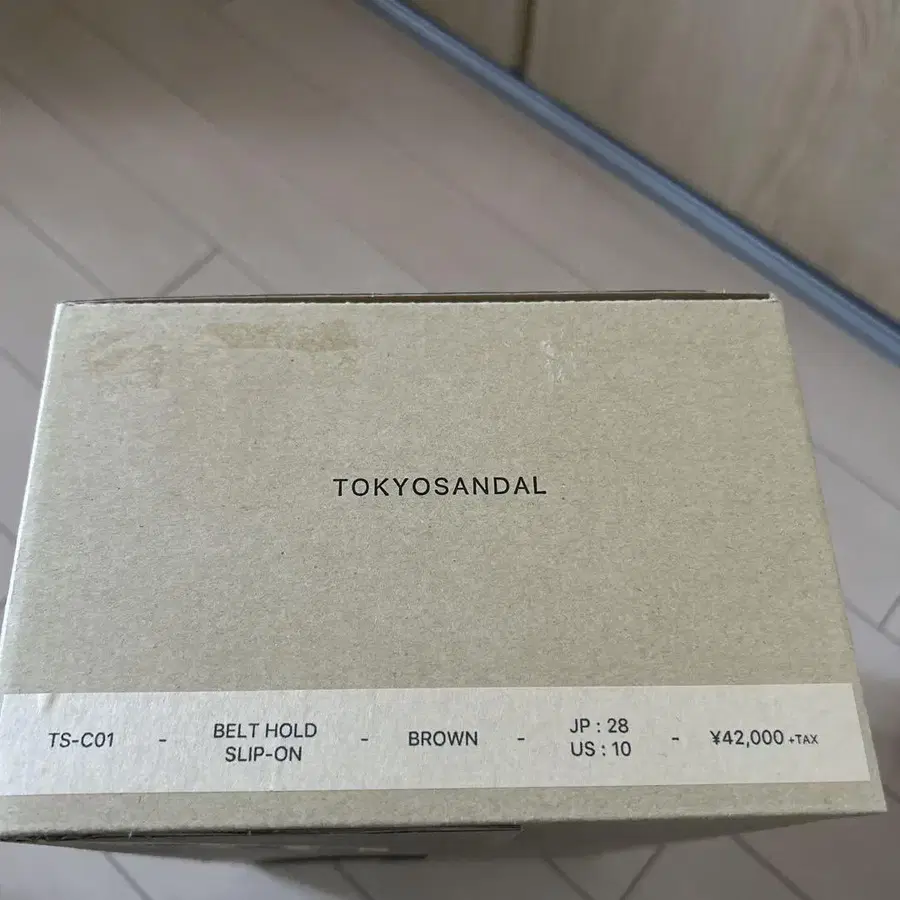 TOKYOSANDAL
TS-C01 - BELT HOLD SLIP-ON - BROWN - JP : 28 US : 10 - ¥42,000 +TAX